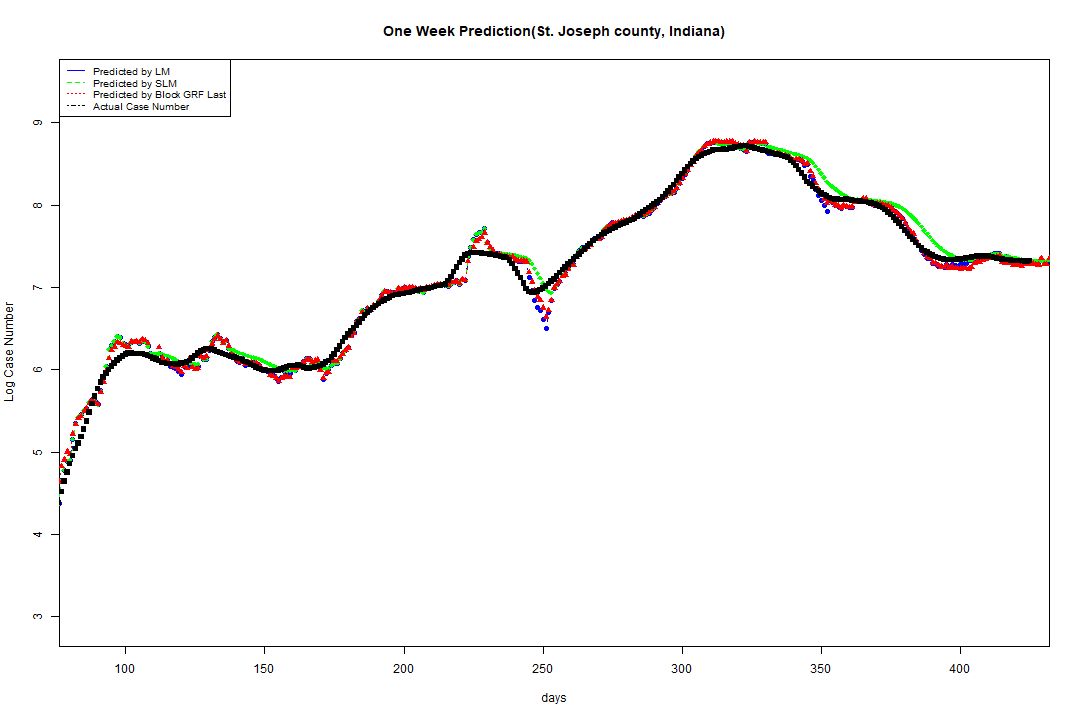 One Week Prediction(St. Joseph county, Indiana)
Predicted by LM
Predicted by SLM
Predicted by Block GRF Last
Actual Case Number
9
8
7
6
5
4
3
Log Case Number
100 150 200 250 300 350 400
days